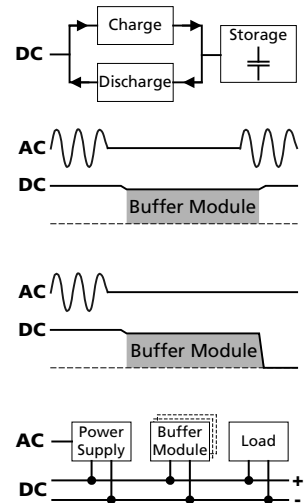 Charge
Storage
DC
Discharge
AC
DC
Buffer Module
AC
DC
Buffer Module
AC
Power
Supply
Buffer
Module
Load
DC
+
-